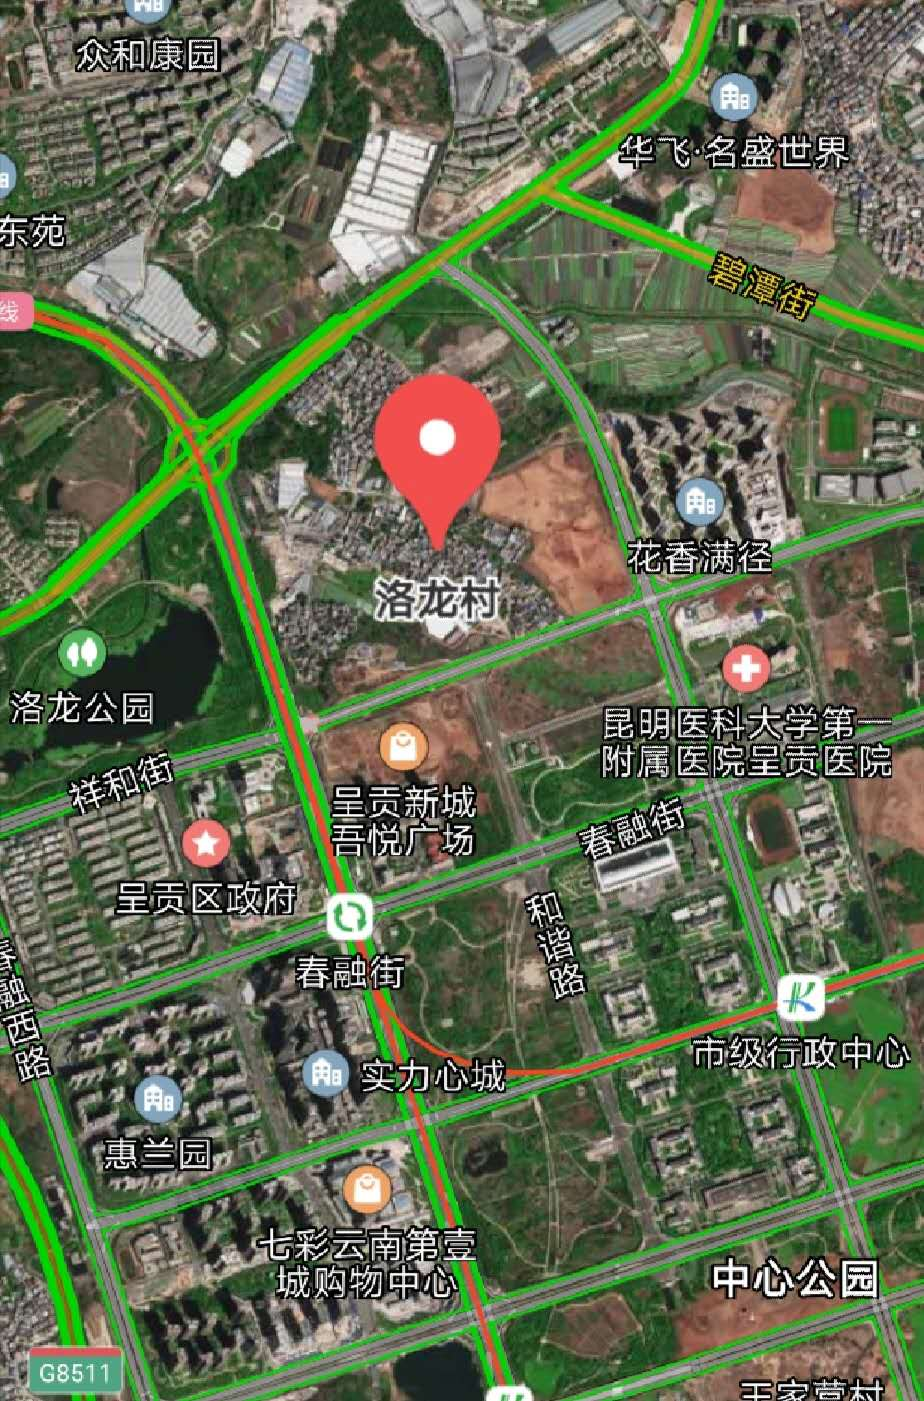 众和康园
华飞·名盛世界
东苑
碧潭街
线
花香满径
洛龙村
洛龙公园
昆明医科大学第一
附属医院呈贡医院
祥和街
呈贡新城
吾悦广场
春融街
呈贡区政府
和谐路
春融街
春融西路
市级行政中心
实力心城
惠兰园
七彩云南第壹
城购物中心
中心公园
G8511
王家营村